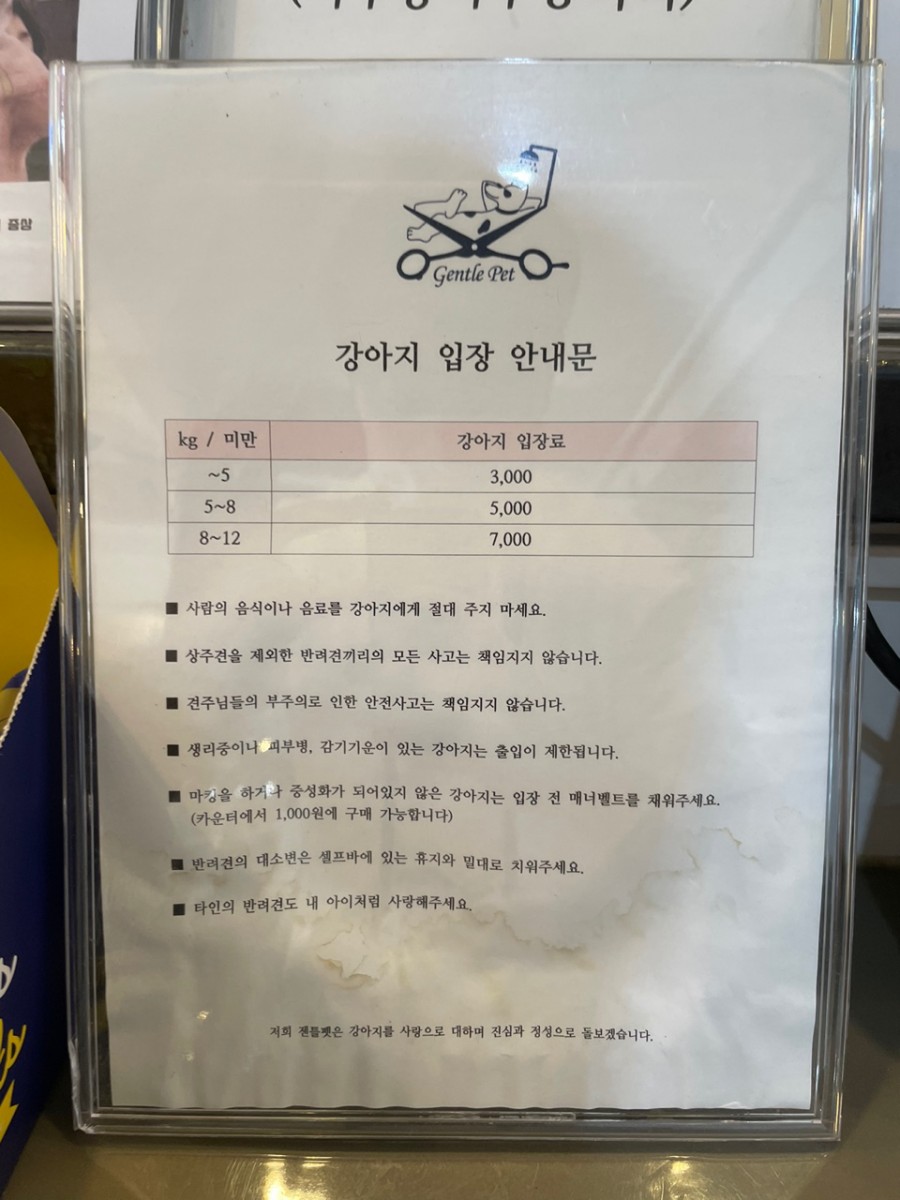 증상
Gentle Pet
강아지 입장 안내문
kg / 미만 강아지 입장료
~5 3,000
5~8 5,000
8~12 7,000
■ 사람의 음식이나 음료를 강아지에게 절대 주지 마세요.
■ 상주견을 제외한 반려견끼리의 모든 사고는 책임지지 않습니다.
■ 견주님들의 부주의로 인한 안전사고는 책임지지 않습니다.
■ 생리중이나 피부병, 감기기운이 있는 강아지는 출입이 제한됩니다.
■ 마킹을 하거나 중성화가 되어있지 않은 강아지는 입장 전 매너벨트를 채워주세요.
(카운터에서 1,000원에 구매 가능합니다)
■ 반려견의 대소변은 셀프바에 있는 휴지와 밀대로 치워주세요.
■ 타인의 반려견도 내 아이처럼 사랑해주세요.
저희 젠틀펫은 강아지를 사랑으로 대하며 진심과 정성으로 돌보겠습니다.